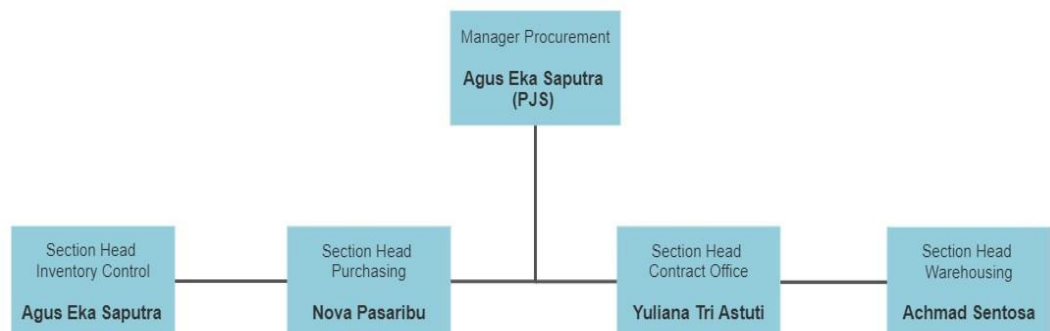 Manager Procurement
Agus Eka Saputra
(PJS)
Section Head
Inventory Control
Agus Eka Saputra
Section Head
Purchasing
Nova Pasaribu
Section Head
Contract Office
Yuliana Tri Astuti
Section Head
Warehousing
Achmad Sentosa